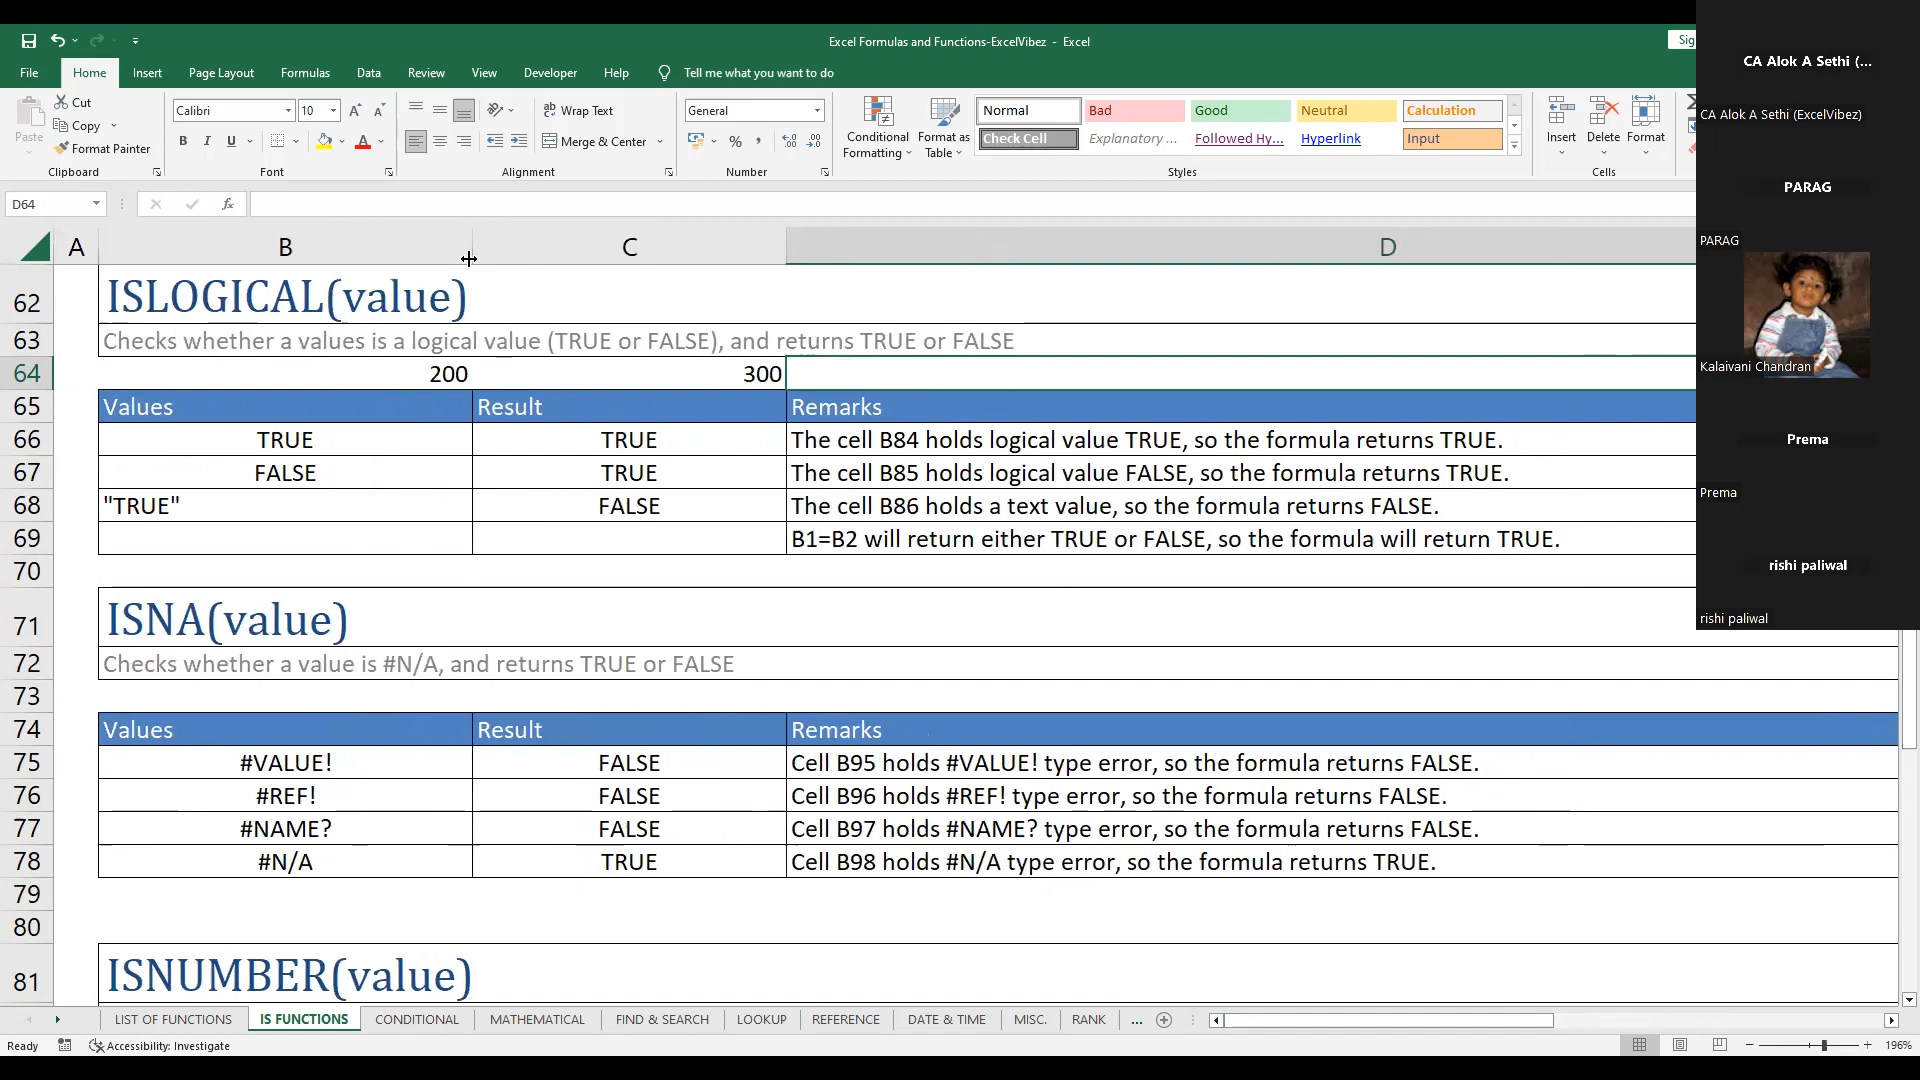 Excel Formulas and Functions-ExcelVibez - Excel
Sig
File Home Insert Page Layout Formulas Data Review View Developer Help Tell me what you want to do
Paste
Cut
Copy
Format Painter
Clipboard
Calibri 10
B I U
Font
Wrap Text
Merge & Center
Alignment
General
%
Number
Conditional Formatting
Format as Table
Normal Bad Good Neutral Calculation
Check Cell Explanatory ... Followed Hy... Hyperlink Input
Styles
Insert Delete Format
Cells
D64
fx
A B C D
62 ISLOGICAL(value)
63 Checks whether a values is a logical value (TRUE or FALSE), and returns TRUE or FALSE
64 200 300
65 Values Result Remarks
66 TRUE TRUE The cell B84 holds logical value TRUE, so the formula returns TRUE.
67 FALSE TRUE The cell B85 holds logical value FALSE, so the formula returns TRUE.
68 "TRUE" FALSE The cell B86 holds a text value, so the formula returns FALSE.
69 B1=B2 will return either TRUE or FALSE, so the formula will return TRUE.
70
71 ISNA(value)
72 Checks whether a value is #N/A, and returns TRUE or FALSE
73
74 Values Result Remarks
75 #VALUE! FALSE Cell B95 holds #VALUE! type error, so the formula returns FALSE.
76 #REF! FALSE Cell B96 holds #REF! type error, so the formula returns FALSE.
77 #NAME? FALSE Cell B97 holds #NAME? type error, so the formula returns FALSE.
78 #N/A TRUE Cell B98 holds #N/A type error, so the formula returns TRUE.
79
80
81 ISNUMBER(value)
LIST OF FUNCTIONS IS FUNCTIONS CONDITIONAL MATHEMATICAL FIND & SEARCH LOOKUP REFERENCE DATE & TIME MISC. RANK ...
Ready Accessibility: Investigate 196%
CA Alok A Sethi (...
CA Alok A Sethi (ExcelVibez)
PARAG
PARAG
Kalaivani Chandran
Prema
Prema
rishi paliwal
rishi paliwal